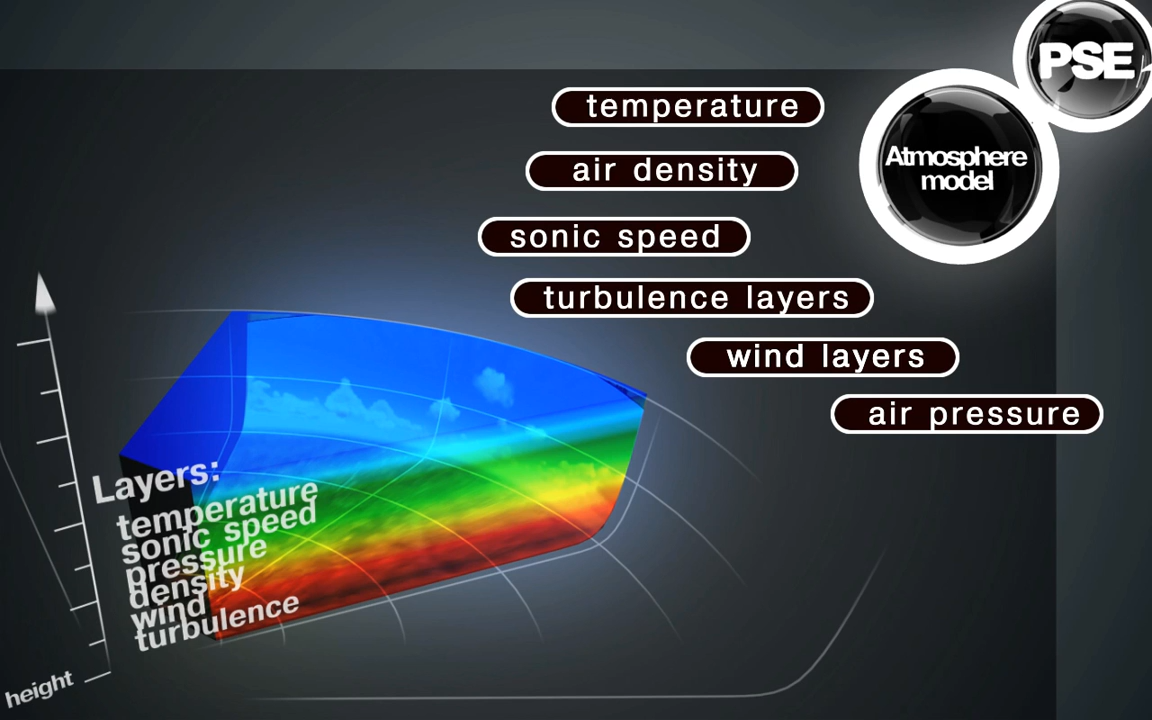 PSE
temperature
Atmosphere
model
air density
sonic speed
turbulence layers
wind layers
air pressure
Layers:
temperature
sonic speed
pressure
density
wind
turbulence
height